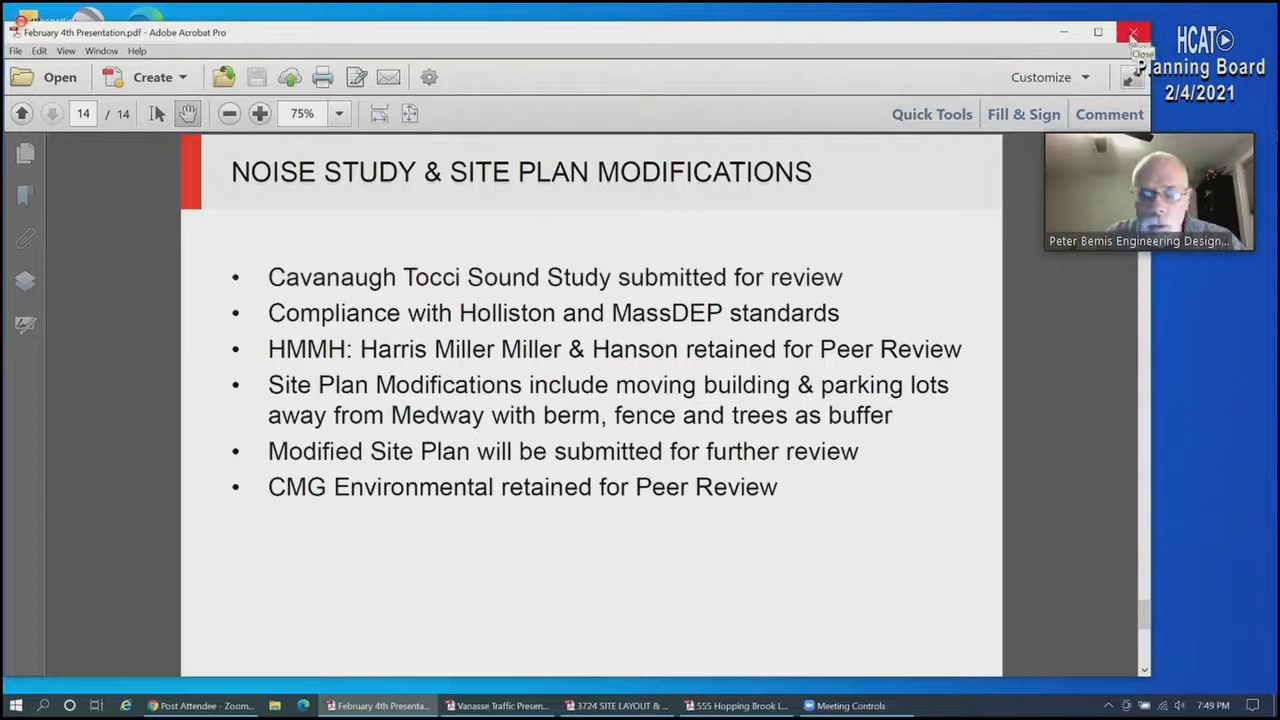 February 4th Presentation.pdf - Adobe Acrobat Pro
HCAT
File Edit View Window Help
Close
Planning Board
Open Create Customize
2/4/2021
14 / 14 75% Quick Tools Fill & Sign Comment
NOISE STUDY & SITE PLAN MODIFICATIONS
Peter Bemis Engineering Design...
• Cavanaugh Tocci Sound Study submitted for review
• Compliance with Holliston and MassDEP standards
• HMMH: Harris Miller Miller & Hanson retained for Peer Review
• Site Plan Modifications include moving building & parking lots
away from Medway with berm, fence and trees as buffer
• Modified Site Plan will be submitted for further review
• CMG Environmental retained for Peer Review
Post Attendee - Zoom... February 4th Presenta... Vanasse Traffic Presen... 3724 SITE LAYOUT & ... 555 Hopping Brook L... Meeting Controls 7:49 PM